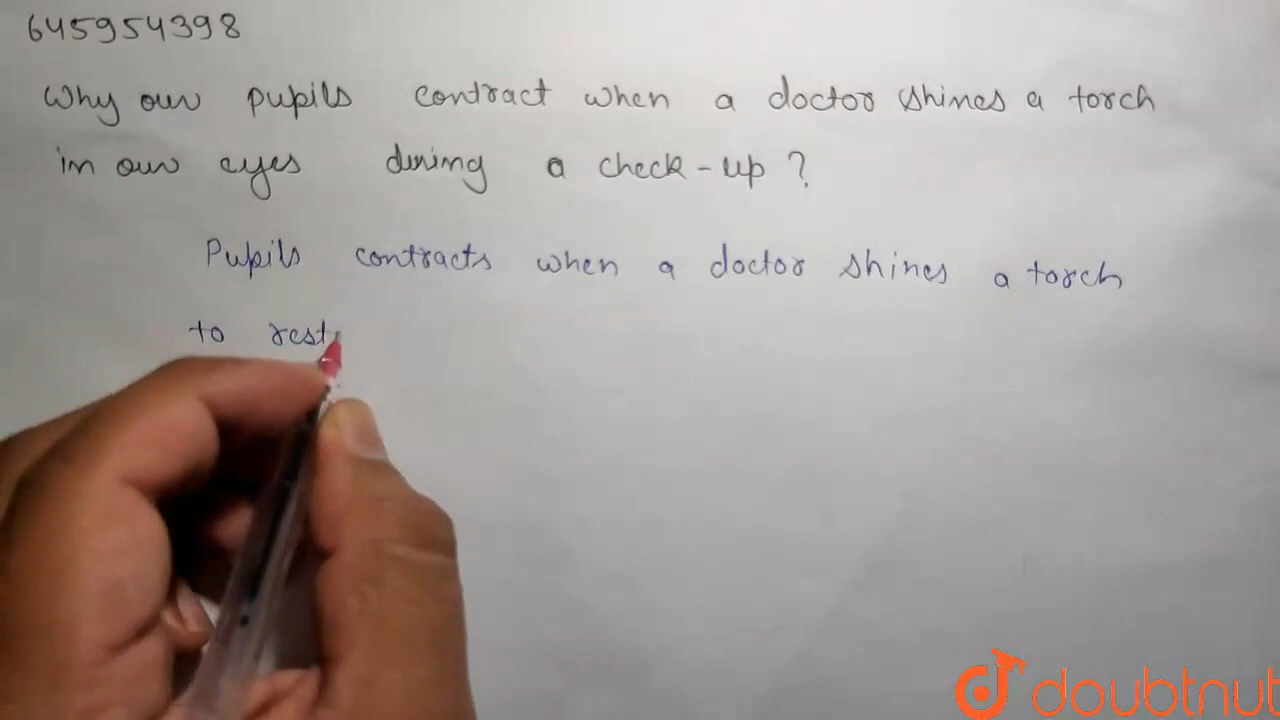 645954398
Why our pupils contract when a doctor shines a torch
in our eyes during a check-up?
Pupils contracts when a doctor shines a torch
to rest
doubtnut